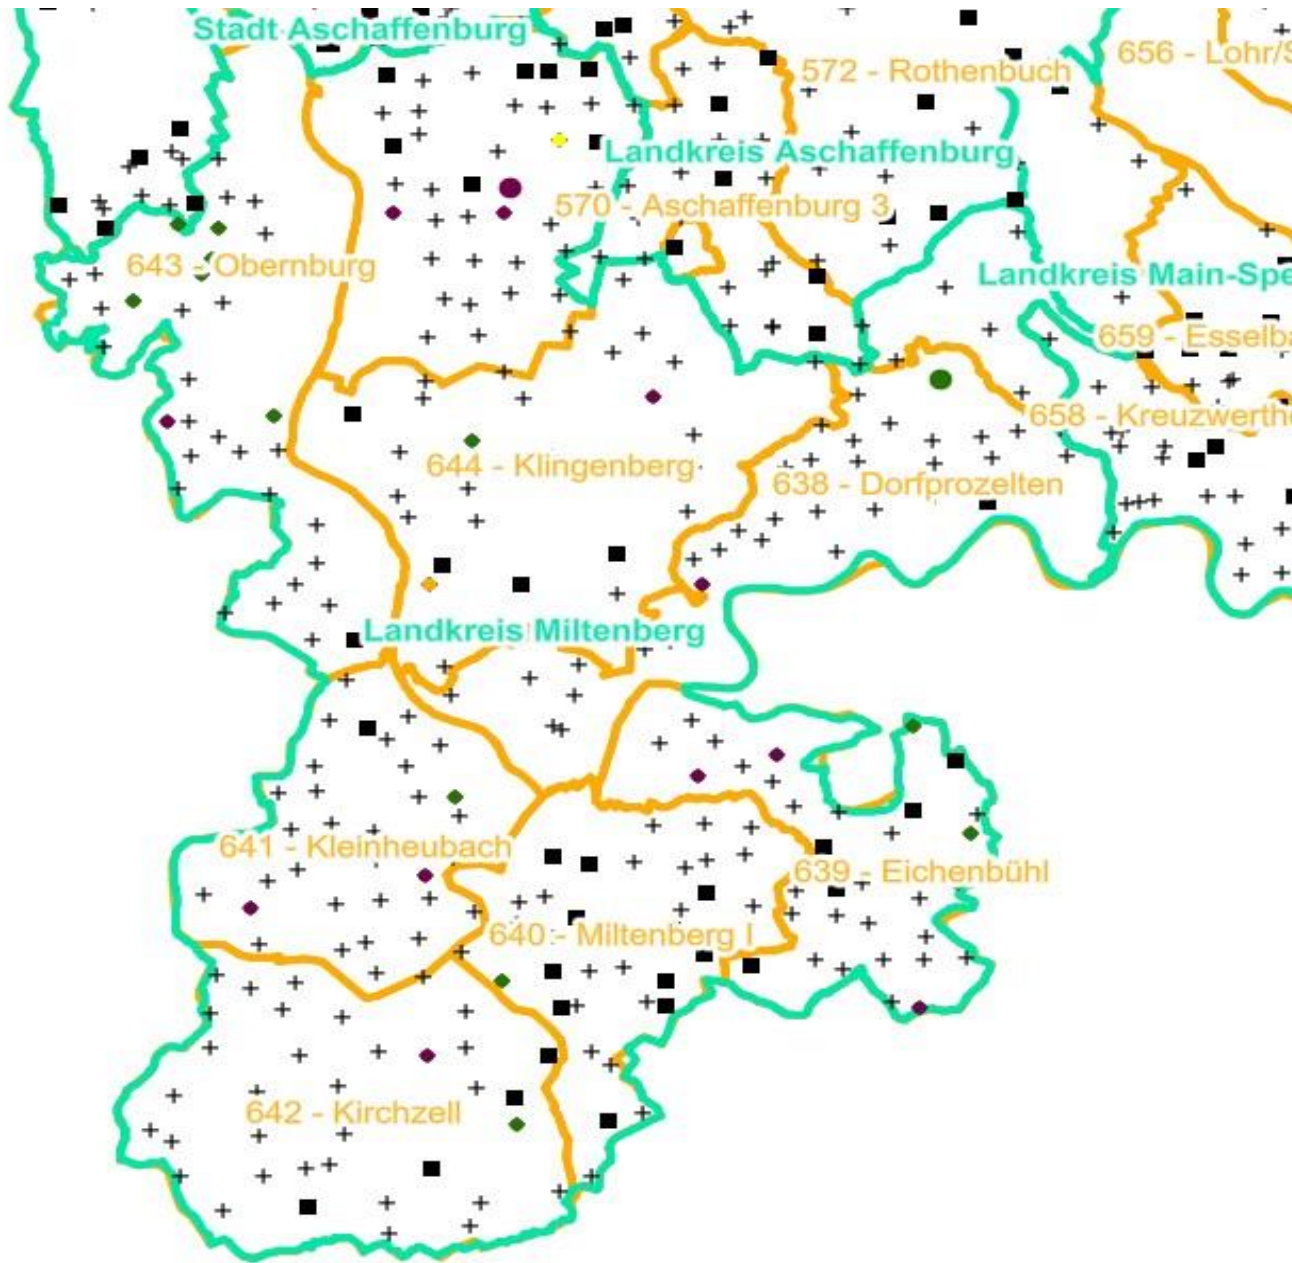 Stadt Aschaffenburg
656 - Lohr/S
572 - Rothenbuch
Landkreis Aschaffenburg
570 - Aschaffenburg 3
643 - Obernburg
Landkreis Main-Spe
659 - Esselba
658 - Kreuzwerthe
644 - Klingenberg
638 - Dorfprozelten
Landkreis Miltenberg
641 - Kleinheubach
639 - Eichenbühl
640 - Miltenberg I
642 - Kirchzell